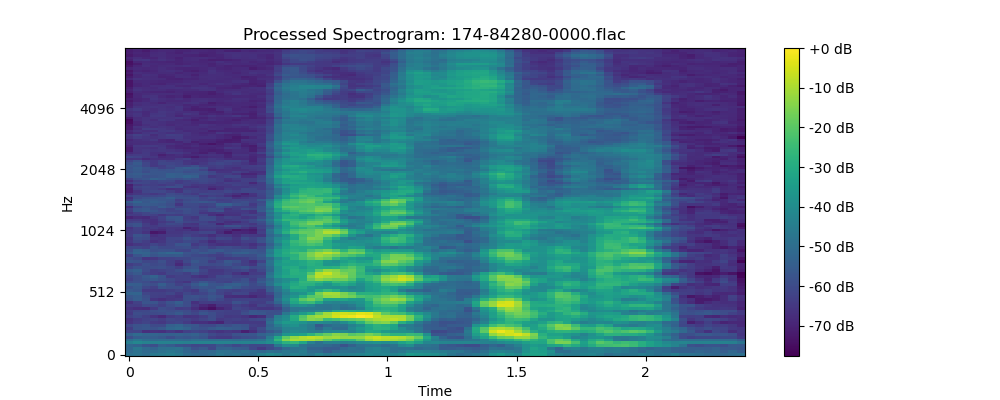 Processed Spectrogram: 174-84280-0000.flac
Hz
4096
2048
1024
512
0
0
0.5
1
1.5
2
Time
+0 dB
-10 dB
-20 dB
-30 dB
-40 dB
-50 dB
-60 dB
-70 dB